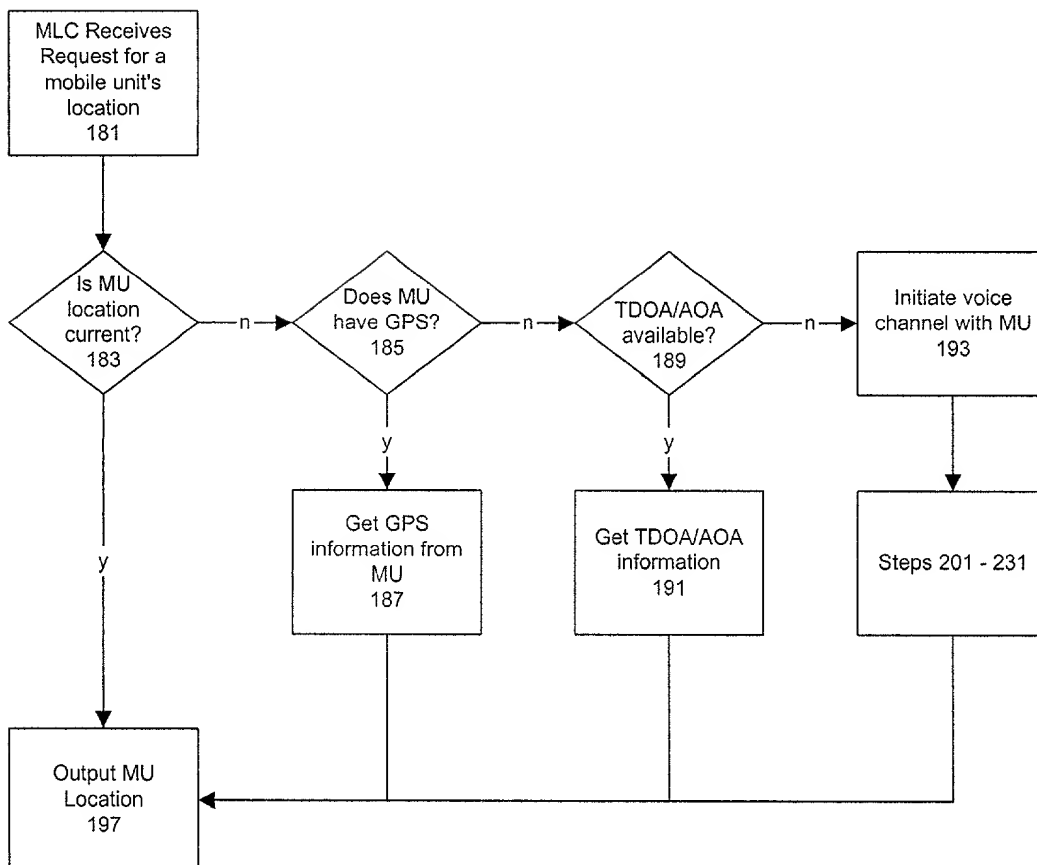 MLC Receives
Request for a
mobile unit's
location
181
Is MU
location
current?
183
n
Does MU
have GPS?
185
n
TDOA/AOA
available?
189
n
Initiate voice
channel with MU
193
y
y
y
Get GPS
information from
MU
187
Get TDOA/AOA
information
191
Steps 201 - 231
Output MU
Location
197